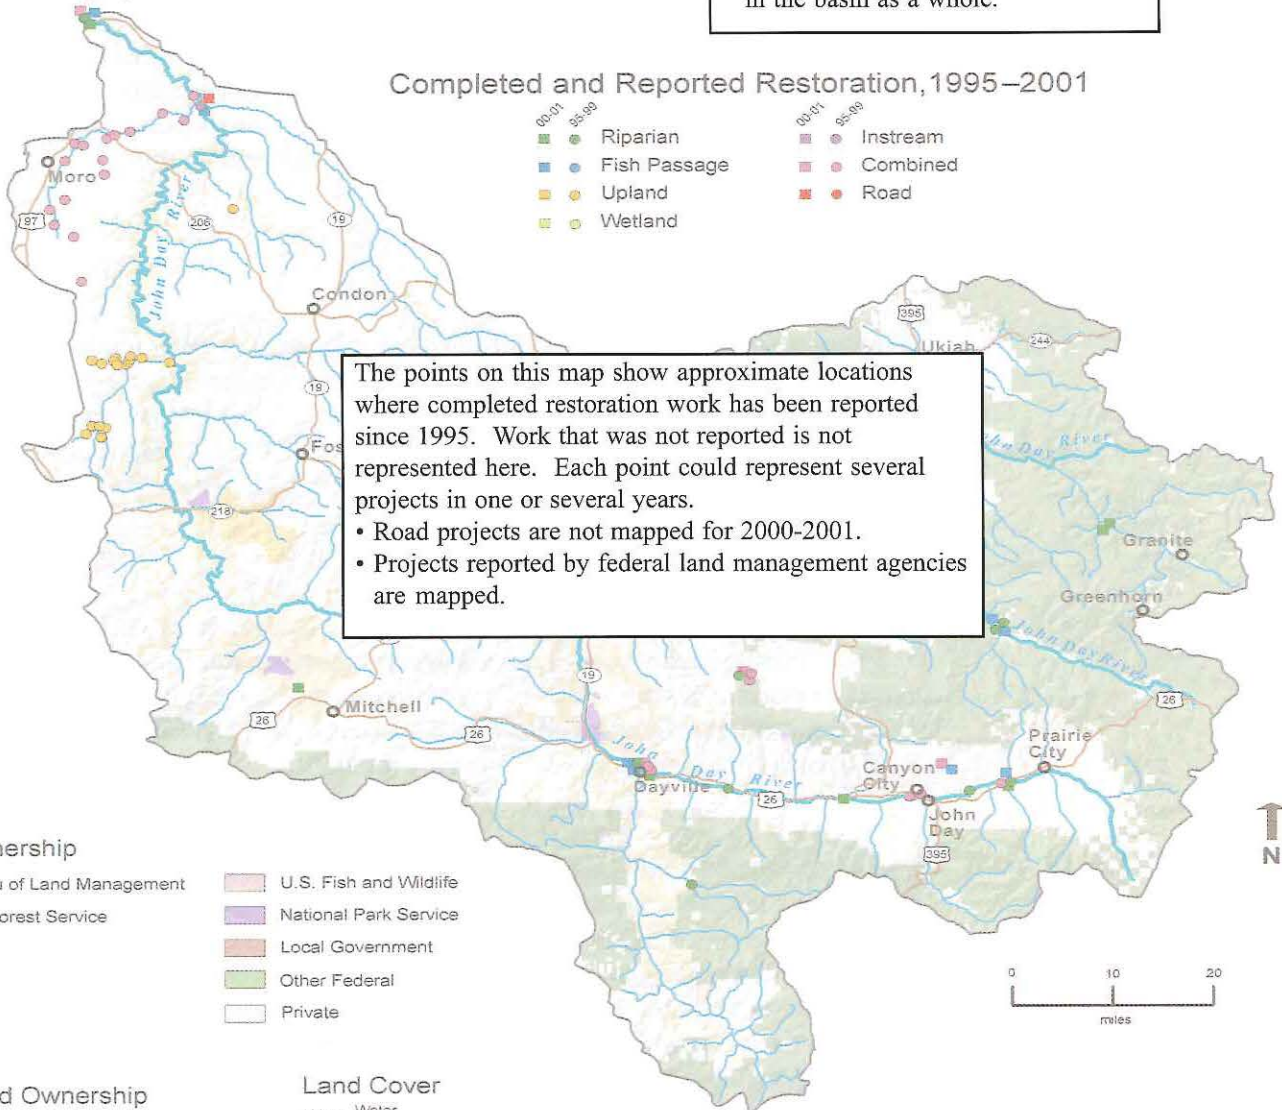 in the basin as a whole.
Completed and Reported Restoration, 1995–2001
00-01 95-99
Riparian
Fish Passage
Upland
Wetland
00-01 95-99
Instream
Combined
Road
Moro
97
John Day River
206
19
Condon
395
Ukiah
244
19
Fos
218
The points on this map show approximate locations
where completed restoration work has been reported
since 1995. Work that was not reported is not
represented here. Each point could represent several
projects in one or several years.
• Road projects are not mapped for 2000-2001.
• Projects reported by federal land management agencies
are mapped.
John Day River
Granite
Greenhorn
John Day River
26
19
Mitchell
26
26
John Day River
Dayville
26
Canyon
City
Prairie
City
John
Day
395
N
nership
u of Land Management
orest Service
U.S. Fish and Wildlife
National Park Service
Local Government
Other Federal
Private
0 10 20
miles
d Ownership
Land Cover
Water